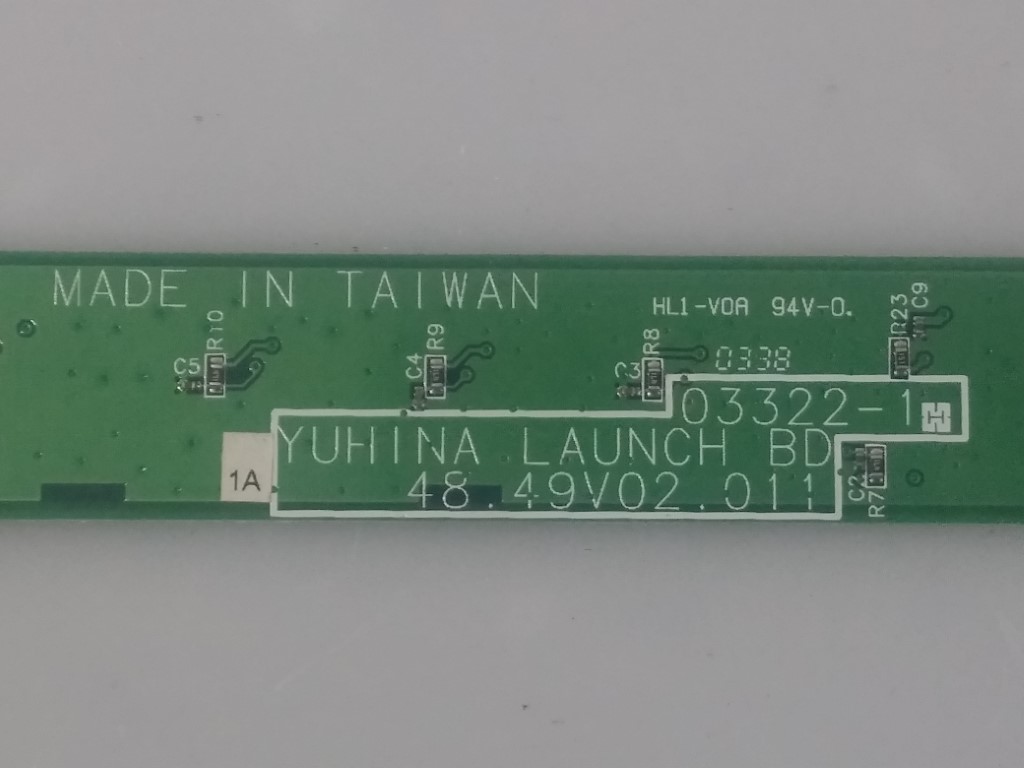 MADE IN TAIWAN
HL1-V0A 94V-0.
R10
R9
R8
R23
C9
C5
C4
C3
0338
03322-1
YUHINA LAUNCH BD
1A
48.49V02.011
C2
R7